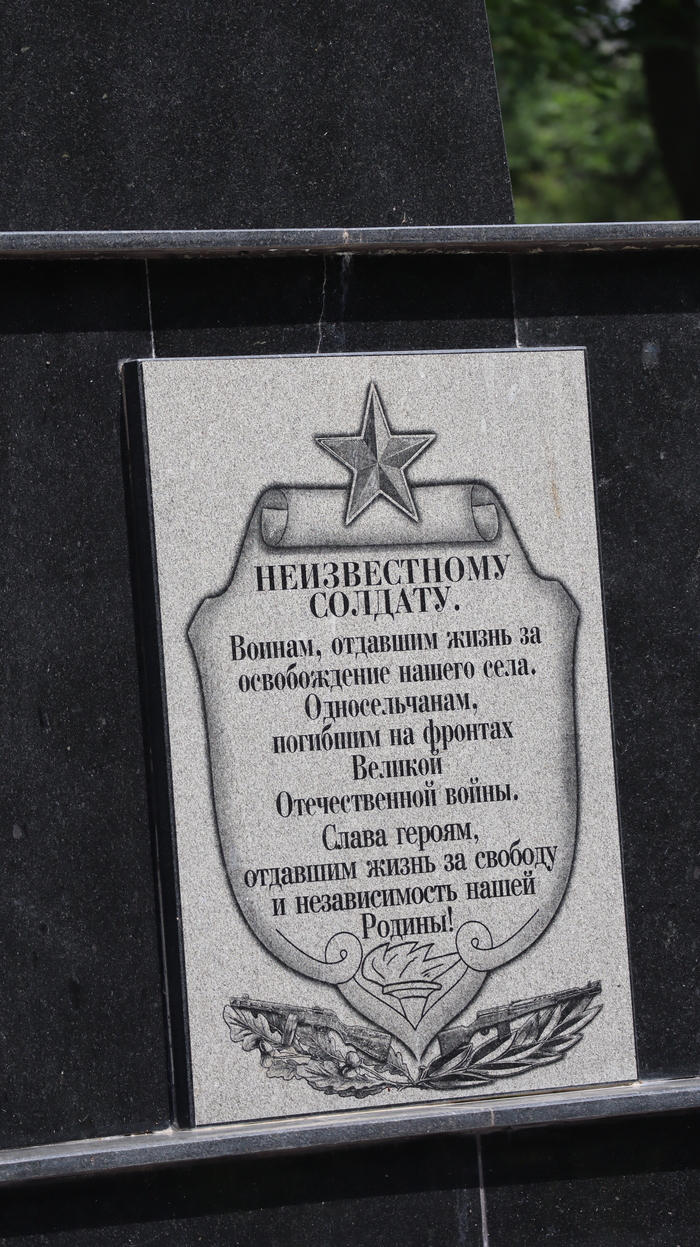 НЕИЗВЕСТНОМУ
СОЛДАТУ.
Воинам, отдавшим жизнь за
освобождение нашего села.
Односельчанам,
погибшим на фронтах
Великой
Отечественной войны.
Слава героям,
отдавшим жизнь за свободу
и независимость нашей
Родины!